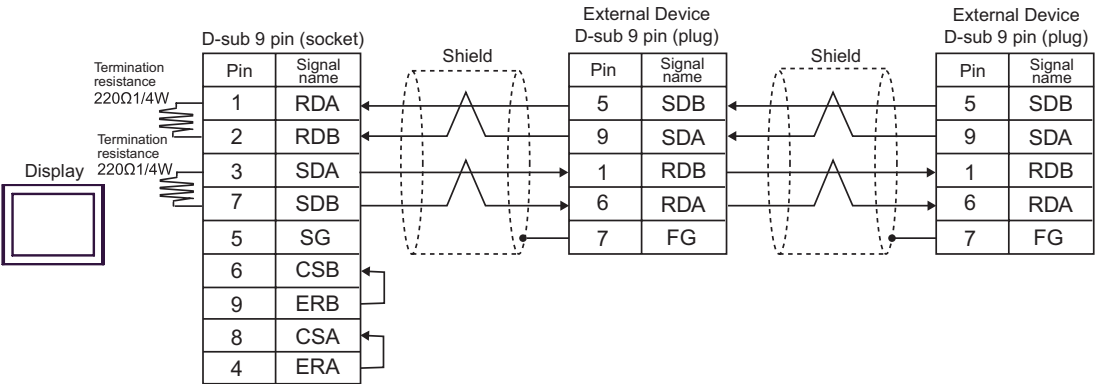 External Device
D-sub 9 pin (plug)
External Device
D-sub 9 pin (plug)
D-sub 9 pin (socket)
Shield
Shield
Pin Signal name
Pin Signal name
Pin Signal name
Termination
resistance
220Ω1/4W
1 RDA
5 SDB
5 SDB
2 RDB
9 SDA
9 SDA
Termination
resistance
220Ω1/4W
3 SDA
1 RDB
1 RDB
Display
7 SDB
6 RDA
6 RDA
5 SG
7 FG
7 FG
6 CSB
9 ERB
8 CSA
4 ERA